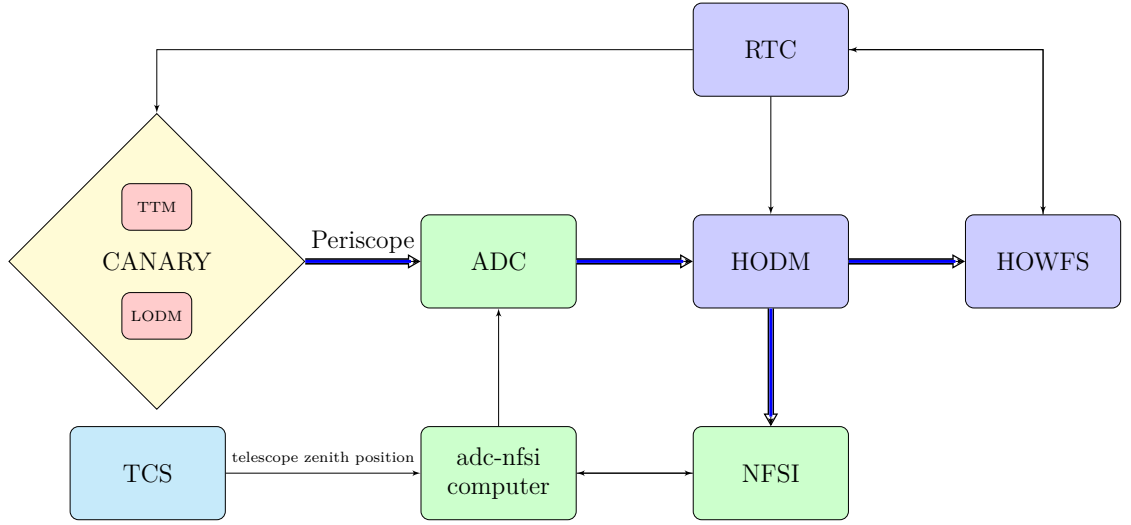 RTC
TTM
Periscope
CANARY
ADC
HODM
HOWFS
LODM
TCS
telescope zenith position
adc-nfsi
computer
NFSI